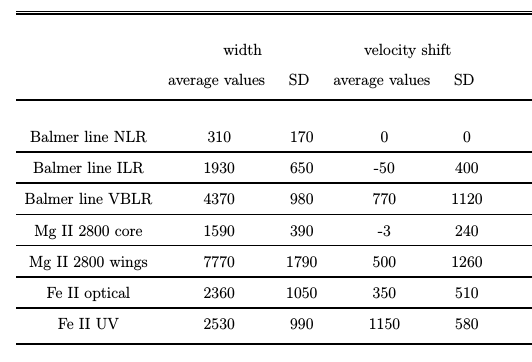 width velocity shift
average values SD average values SD
Balmer line NLR 310 170 0 0
Balmer line ILR 1930 650 -50 400
Balmer line VBLR 4370 980 770 1120
Mg II 2800 core 1590 390 -3 240
Mg II 2800 wings 7770 1790 500 1260
Fe II optical 2360 1050 350 510
Fe II UV 2530 990 1150 580